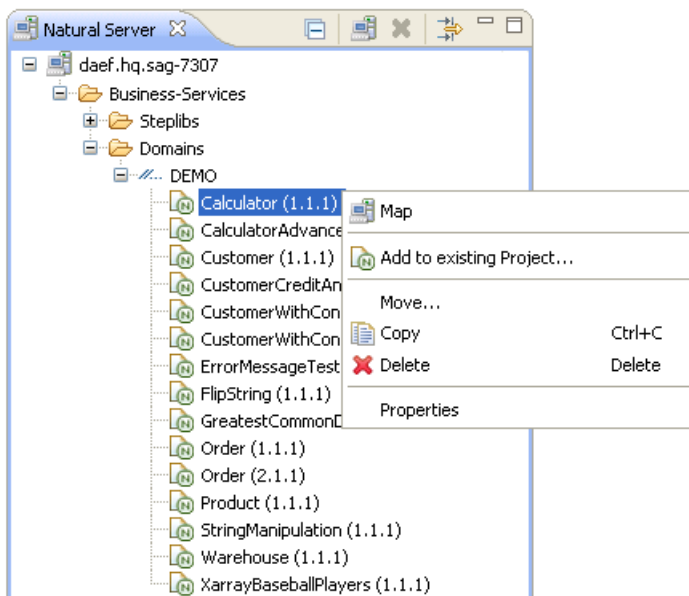 Natural Server
daef.hq.sag-7307
Business-Services
Steplibs
Domains
DEMO
Calculator (1.1.1)
Map
CalculatorAdvance
Customer (1.1.1)
Add to existing Project...
CustomerCreditAn
Move...
CustomerWithCon
Copy Ctrl+C
CustomerWithCon
ErrorMessageTest
Delete Delete
FlipString (1.1.1)
Properties
GreatestCommonD
Order (1.1.1)
Order (2.1.1)
Product (1.1.1)
StringManipulation (1.1.1)
Warehouse (1.1.1)
XarrayBaseballPlayers (1.1.1)